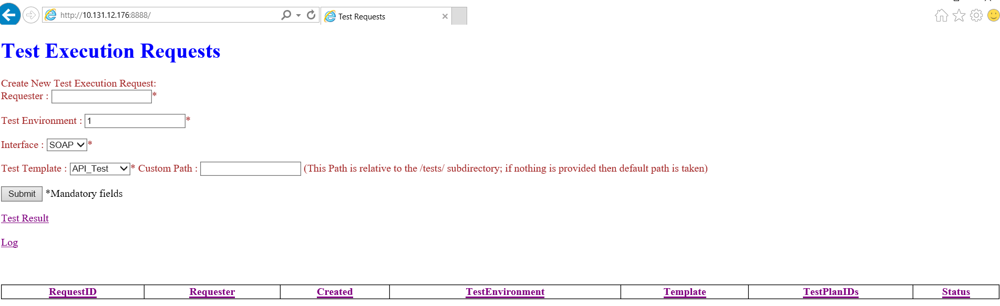 http://10.131.12.176:8888/
Test Requests
Test Execution Requests
Create New Test Execution Request:
Requester : *
Test Environment : 1 *
Interface : SOAP *
Test Template : API_Test * Custom Path : (This Path is relative to the /tests/ subdirectory; if nothing is provided then default path is taken)
Submit *Mandatory fields
Test Result
Log
RequestID Requester Created TestEnvironment Template TestPlanIDs Status